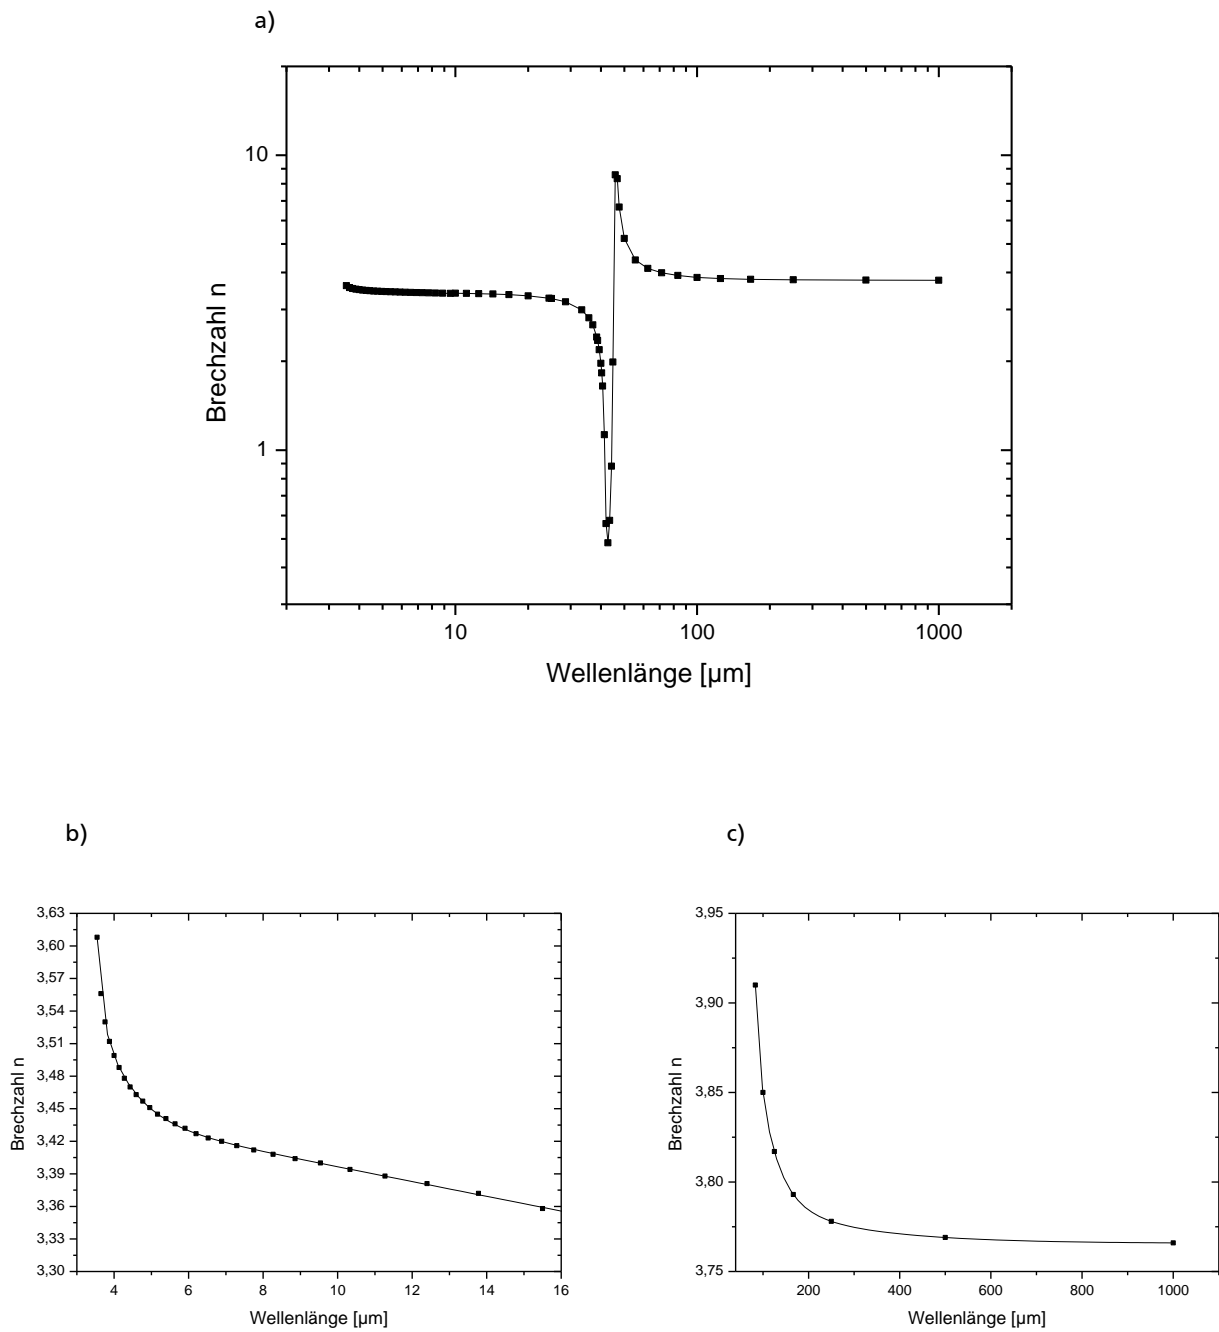 a)
10
1
Brechzahl n
10 100 1000
Wellenlänge [µm]
b)
c)
3,63
3,60
3,57
3,54
3,51
3,48
3,45
3,42
3,39
3,36
3,33
3,30
Brechzahl n
4 6 8 10 12 14 16
Wellenlänge [µm]
3,95
3,90
3,85
3,80
3,75
Brechzahl n
200 400 600 800 1000
Wellenlänge [µm]